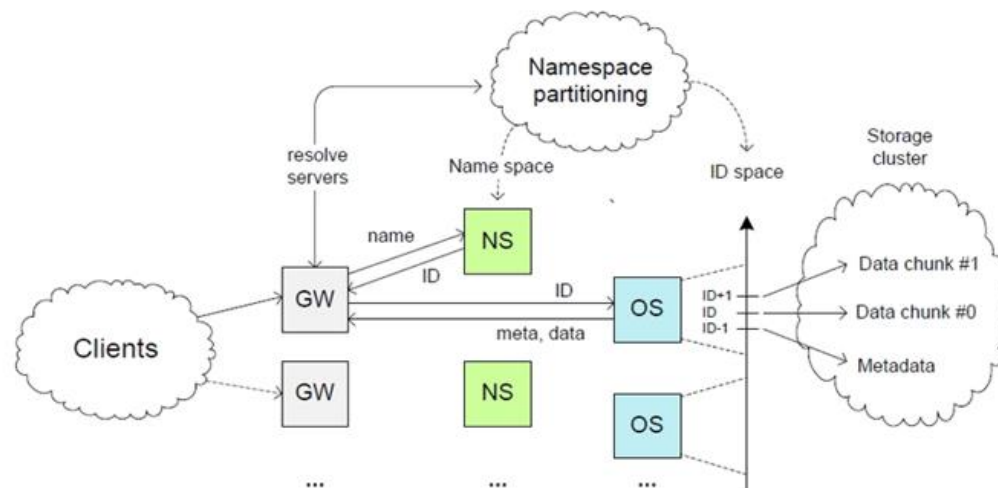 Namespace
partitioning
resolve
servers
Name space
ID space
Storage
cluster
name
NS
ID
GW
ID
OS
meta, data
ID+1
ID
ID-1
Data chunk #1
Data chunk #0
Metadata
Clients
GW
NS
OS
...
...
...